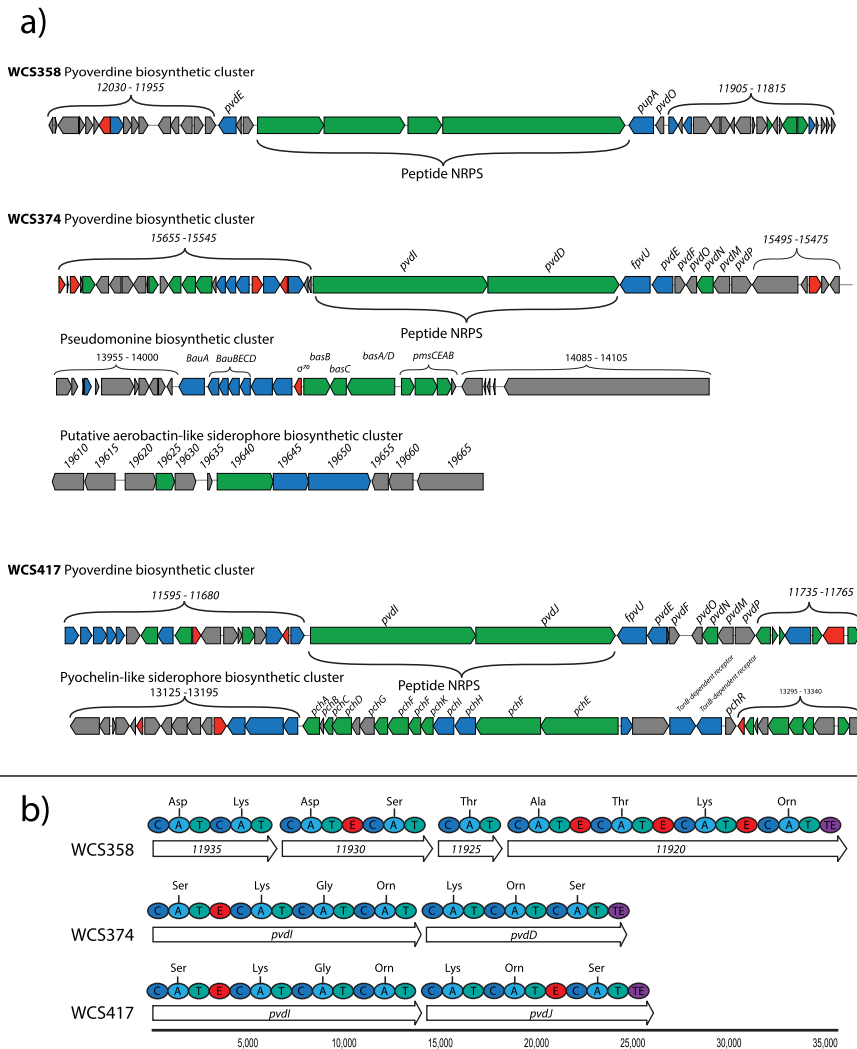 a)
WCS358 Pyoverdine biosynthetic cluster
12030 - 11955
pvdE
pupA
pvdO
11905 - 11815
Peptide NRPS
WCS374 Pyoverdine biosynthetic cluster
15655 -15545
pvdI
pvdD
fpvU
pvdE
pvdF
pvdO
pvdN
pvdM
pvdP
15495 -15475
Peptide NRPS
Pseudomonine biosynthetic cluster
13955 - 14000
BauA
BauBECD
σ⁷⁰
basB
basC
basA/D
pmsCEAB
14085 - 14105
Putative aerobactin-like siderophore biosynthetic cluster
19610
19615
19620
19625
19630
19635
19640
19645
19650
19655
19660
19665
WCS417 Pyoverdine biosynthetic cluster
11595 - 11680
pvdI
pvdJ
fpvU
pvdE
pvdF
pvdO
pvdN
pvdM
pvdP
11735 - 11765
Peptide NRPS
Pyochelin-like siderophore biosynthetic cluster
13125 -13195
pchA
pchB
pchC
pchD
pchG
pchF
pchF
pchK
pchI
pchH
pchF
pchE
TonB-dependent receptor
TonB-dependent receptor
pchR
13295 - 13340
b)
Asp Lys Asp Ser Thr Ala Thr Lys Orn
C A T C A T C A T E C A T C A T C A T E C A T E C A T E C A T TE
WCS358 11935 11930 11925 11920
Ser Lys Gly Orn Lys Orn Ser
C A T E C A T C A T C A T C A T C A T C A T TE
WCS374 pvdI pvdD
Ser Lys Gly Orn Lys Orn Ser
C A T E C A T C A T C A T C A T C A T E C A T TE
WCS417 pvdI pvdJ
5,000 10,000 15,000 20,000 25,000 30,000 35,000